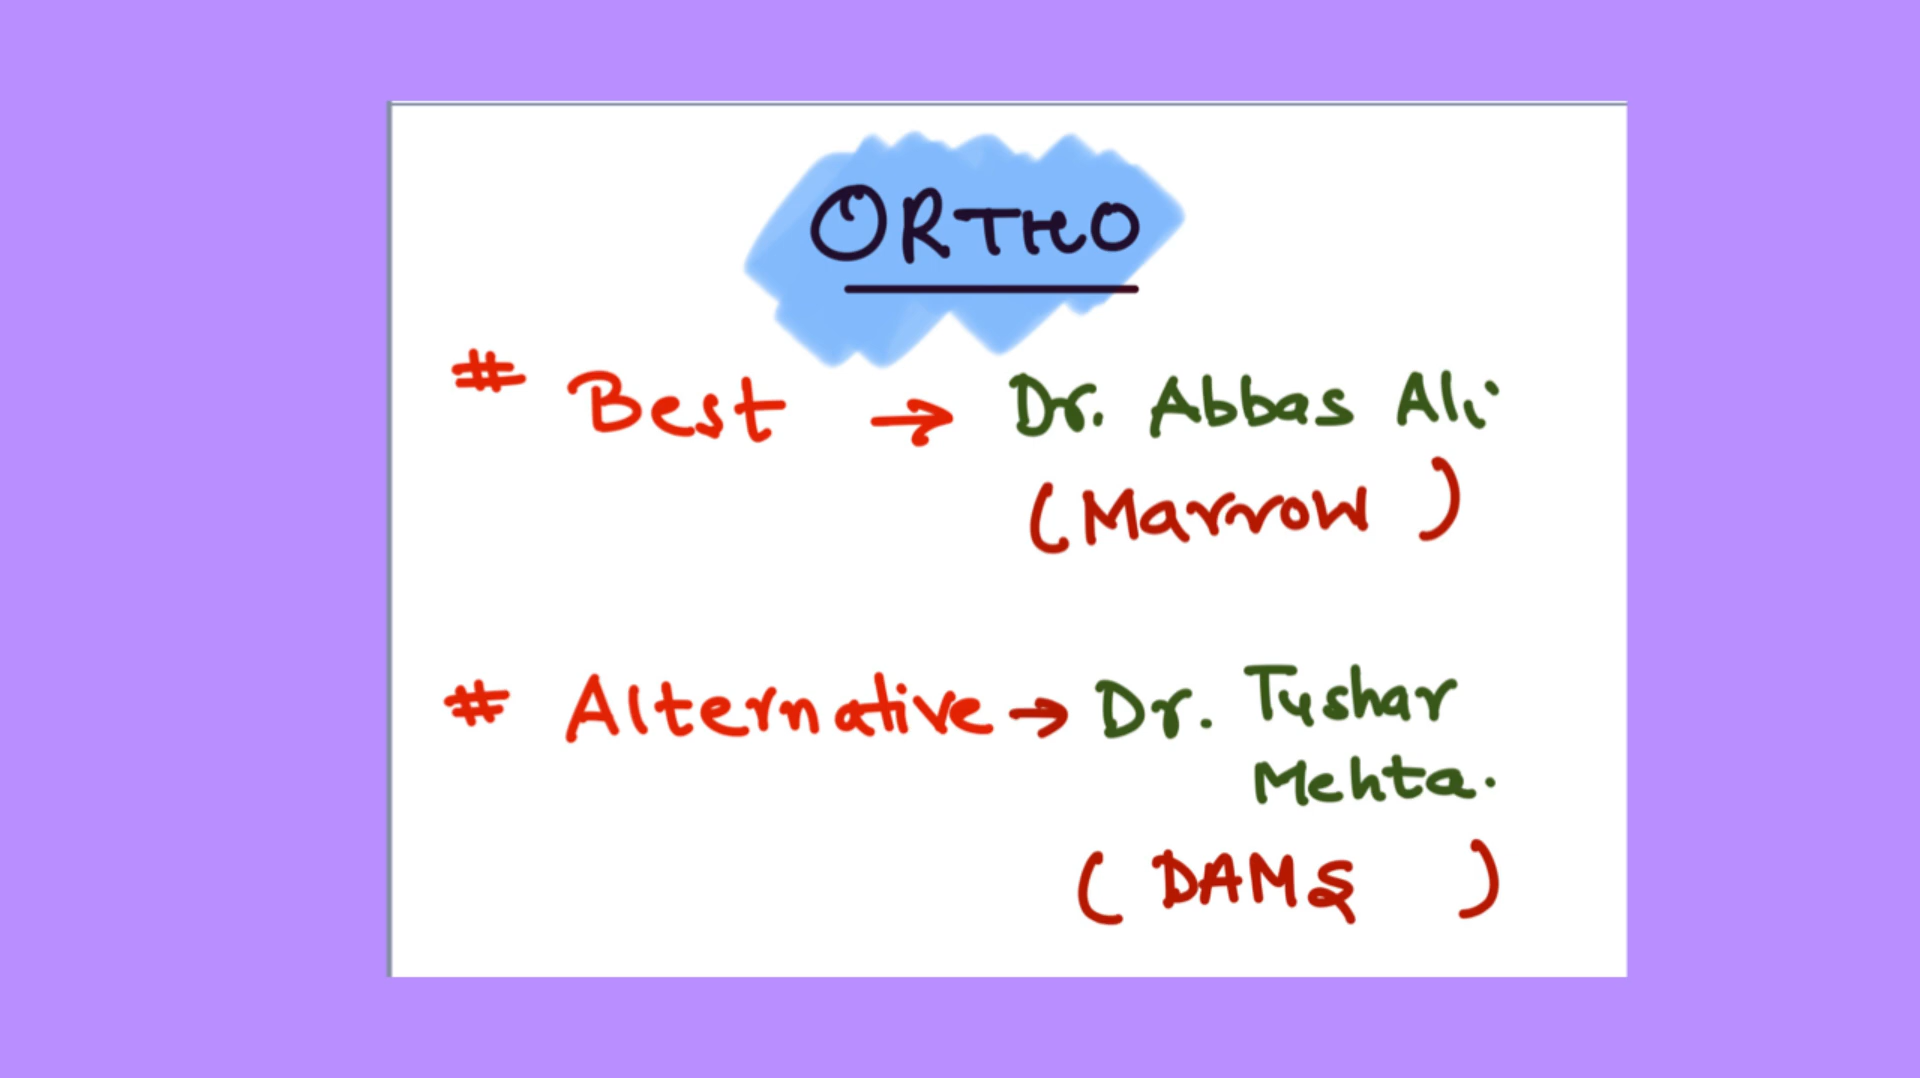 ORTHO
# Best → Dr. Abbas Ali
(Marrow)
# Alternative → Dr. Tushar
Mehta.
(DAMS)